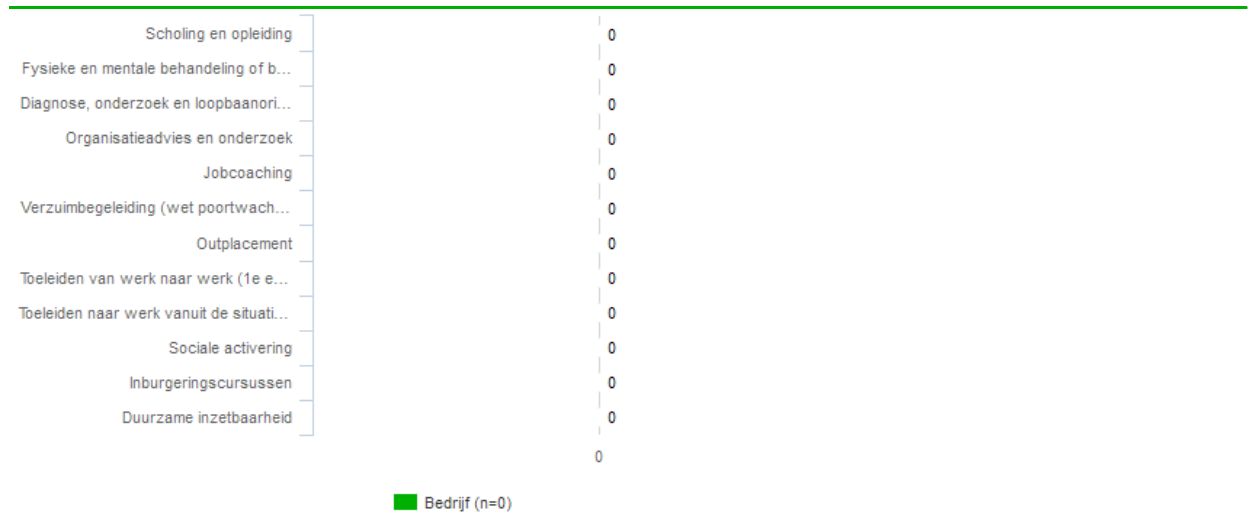 Scholing en opleiding 0
Fysieke en mentale behandeling of b... 0
Diagnose, onderzoek en loopbaanori... 0
Organisatieadvies en onderzoek 0
Jobcoaching 0
Verzuimbegeleiding (wet poortwach... 0
Outplacement 0
Toeleiden van werk naar werk (1e e... 0
Toeleiden naar werk vanuit de situati... 0
Sociale activering 0
Inburgeringscursussen 0
Duurzame inzetbaarheid 0
0
Bedrijf (n=0)